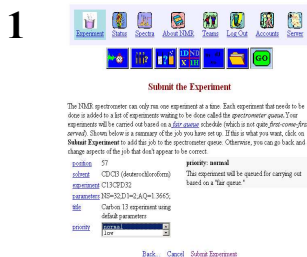 1
Experiment Status Spectra About NMR Teams Log Out Accounts Server
1DND
X 1H
GO
Submit the Experiment
The NMR spectrometer can only run one experiment at a time. Each experiment that needs to be
done is added to a list of experiments waiting to be done called the spectrometer queue. Your
experiments will be carried out based on a fair queue schedule (which is not quite first-come-first
served). Shown below is a summary of the job you have set up. If this is what you want, click on
Submit Experiment to add this job to the spectrometer queue. Otherwise, you can go back and
change aspects of the job that don't appear to be correct.
position 57
priority: normal
solvent CDCl3 (deuterochloroform)
This experiment will be queued for carrying out
experiment C13CPD32
based on a "fair queue."
parameters NS=32,D1=2,AQ=1.3665,
title Carbon 13 experiment using
default parameters
priority normal
low
Back... Cancel Submit Experiment